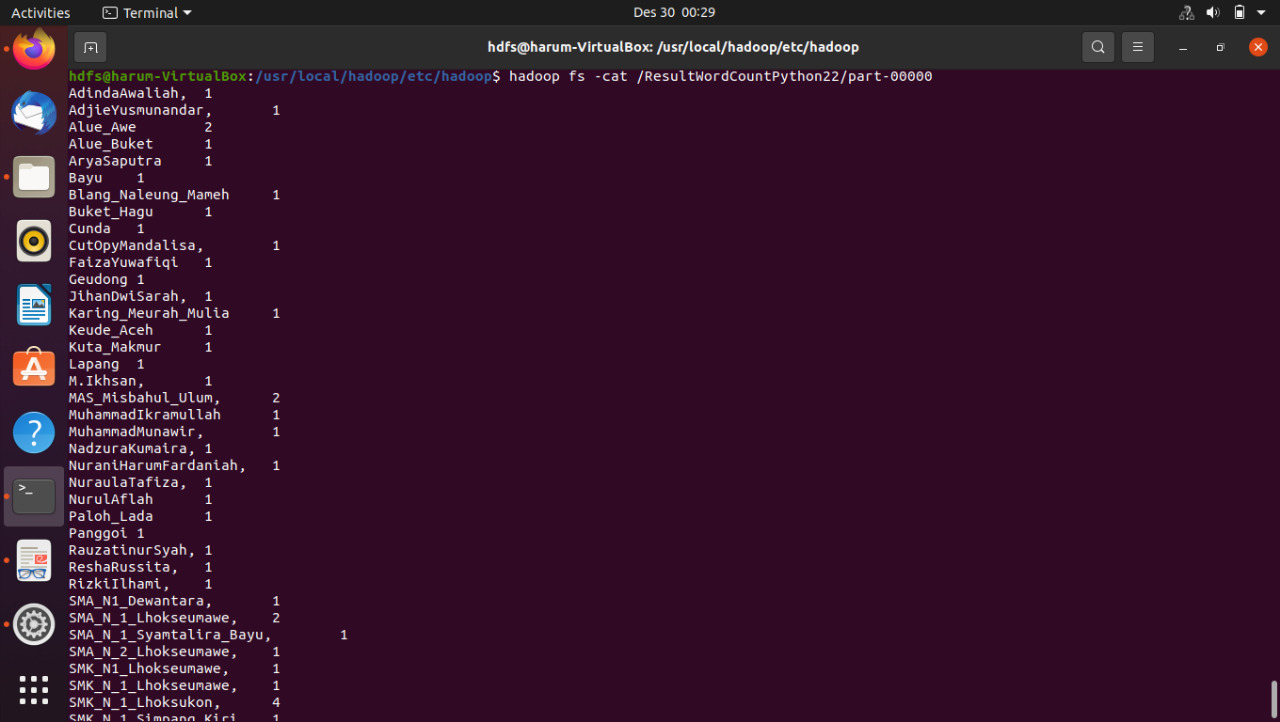 Activities Terminal Des 30 00:29
hdfs@harum-VirtualBox: /usr/local/hadoop/etc/hadoop
hdfs@harum-VirtualBox:/usr/local/hadoop/etc/hadoop$ hadoop fs -cat /ResultWordCountPython22/part-00000
AdindaAwaliah, 1
AdjieYusmunandar, 1
Alue_Awe 2
Alue_Buket 1
AryaSaputra 1
Bayu 1
Blang_Naleung_Mameh 1
Buket_Hagu 1
Cunda 1
CutOpyMandalisa, 1
FaizaYuwafiqi 1
Geudong 1
JihanDwiSarah, 1
Karing_Meurah_Mulia 1
Keude_Aceh 1
Kuta_Makmur 1
Lapang 1
M.Ikhsan, 1
MAS_Misbahul_Ulum, 2
MuhammadIkramullah 1
MuhammadMunawir, 1
NadzuraKumaira, 1
NuraniHarumFardaniah, 1
NuraulaTafiza, 1
NurulAflah 1
Paloh_Lada 1
Panggoi 1
RauzatinurSyah, 1
ReshaRussita, 1
RizkiIlhami, 1
SMA_N1_Dewantara, 1
SMA_N_1_Lhokseumawe, 2
SMA_N_1_Syamtalira_Bayu, 1
SMA_N_2_Lhokseumawe, 1
SMK_N1_Lhokseumawe, 1
SMK_N_1_Lhokseumawe, 1
SMK_N_1_Lhoksukon, 4
SMK_N_1_Simpang_Kiri, 1